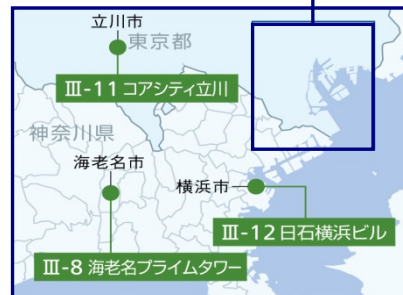 立川市
東京都
Ⅲ-11 コアシティ立川
神奈川県
海老名市
横浜市
Ⅲ-12 日石横浜ビル
Ⅲ-8 海老名プライムタワー